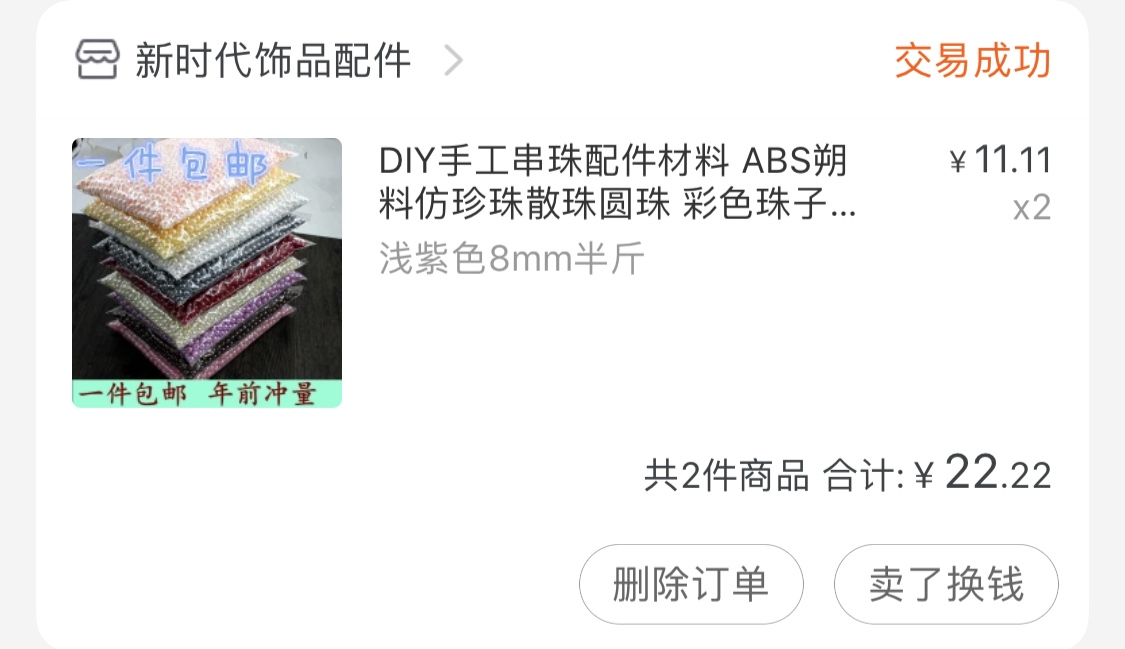 新时代饰品配件
交易成功
一件包邮
一件包邮 年前冲量
DIY手工串珠配件材料 ABS朔
料仿珍珠散珠圆珠 彩色珠子...
浅紫色8mm半斤
¥11.11
x2
共2件商品 合计:¥22.22
删除订单
卖了换钱